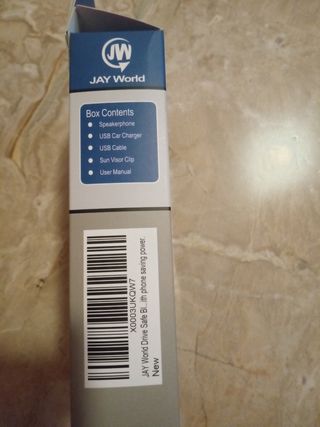 JW
JAY World
Box Contents
Speakerphone
USB Car Charger
USB Cable
Sun Visor Clip
User Manual
X0003UKQW7
JAY World Drive Safe Bl...ith phone saving power.
New